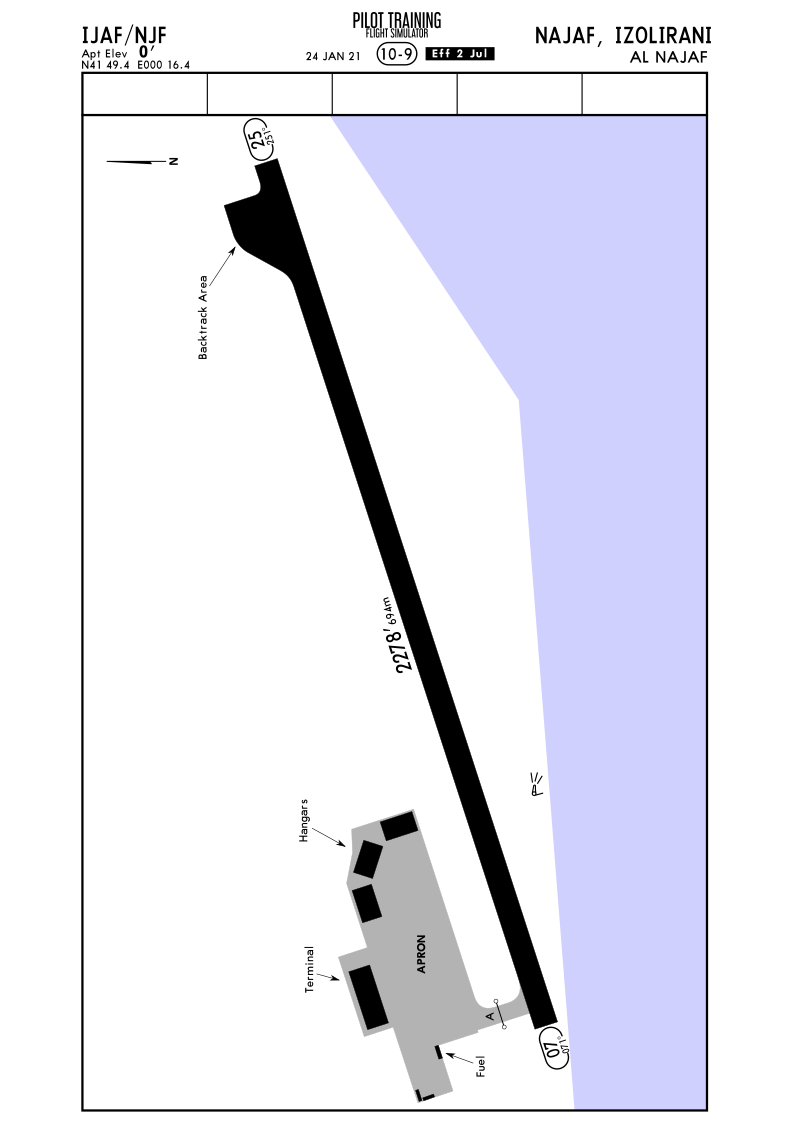 IJAF/NJF
Apt Elev 0'
N41 49.4 E000 16.4
PILOT TRAINING
FLIGHT SIMULATOR
24 JAN 21 10-9 Eff 2 Jul
NAJAF, IZOLIRANI
AL NAJAF
N
25
251°
Backtrack Area
2278' 694m
Hangars
Terminal
APRON
A
Fuel
07
071°